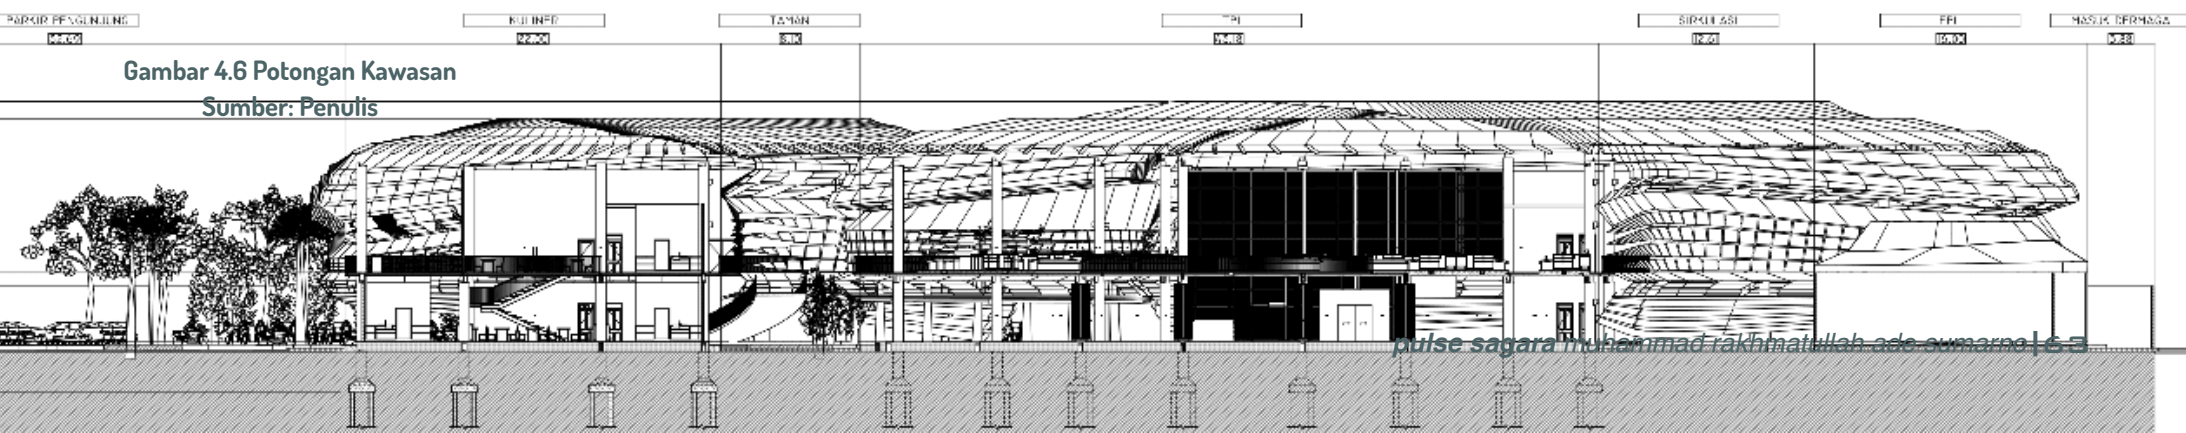 PARKIR PENGUNJUNG
KULINER
TAMAN
TPI
SIRKULASI
PPI
MASUK DERMAGA
Gambar 4.6 Potongan Kawasan
Sumber: Penulis
pulse sagara muhammad rakhmatullah ade sumarno|63